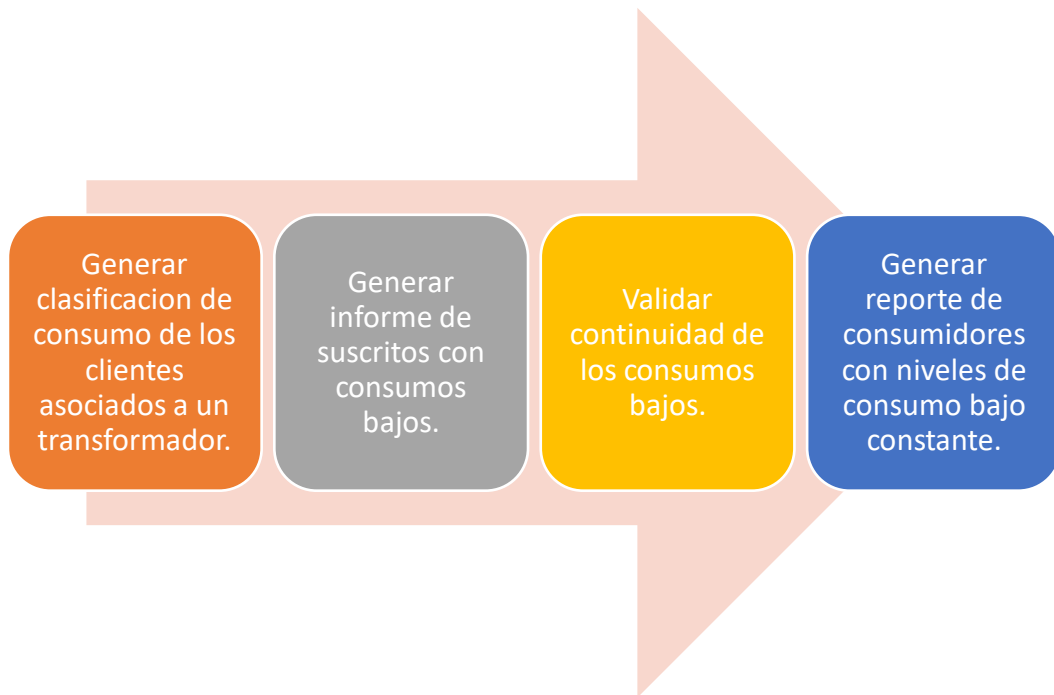 Generar
clasificacion de
consumo de los
clientes
asociados a un
transformador.
Generar
informe de
suscritos con
consumos
bajos.
Validar
continuidad de
los consumos
bajos.
Generar
reporte de
consumidores
con niveles de
consumo bajo
constante.